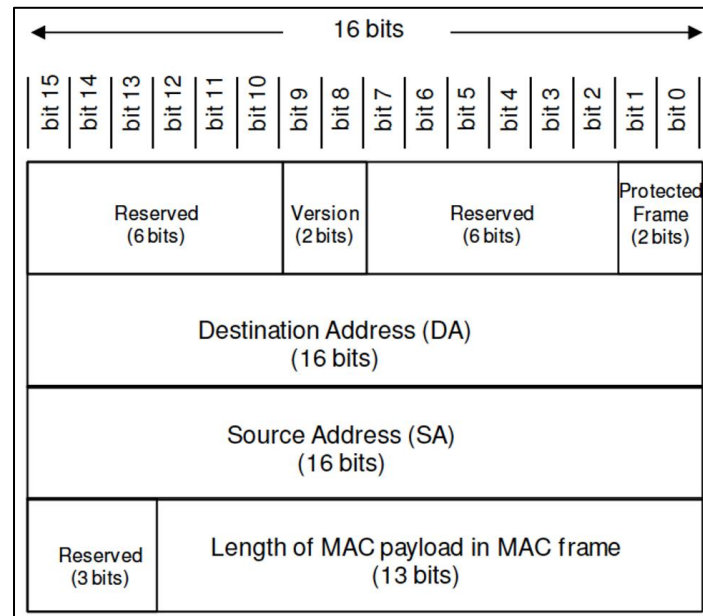 16 bits
bit 15 bit 14 bit 13 bit 12 bit 11 bit 10 bit 9 bit 8 bit 7 bit 6 bit 5 bit 4 bit 3 bit 2 bit 1 bit 0
Reserved
(6 bits)
Version
(2 bits)
Reserved
(6 bits)
Protected
Frame
(2 bits)
Destination Address (DA)
(16 bits)
Source Address (SA)
(16 bits)
Reserved
(3 bits)
Length of MAC payload in MAC frame
(13 bits)